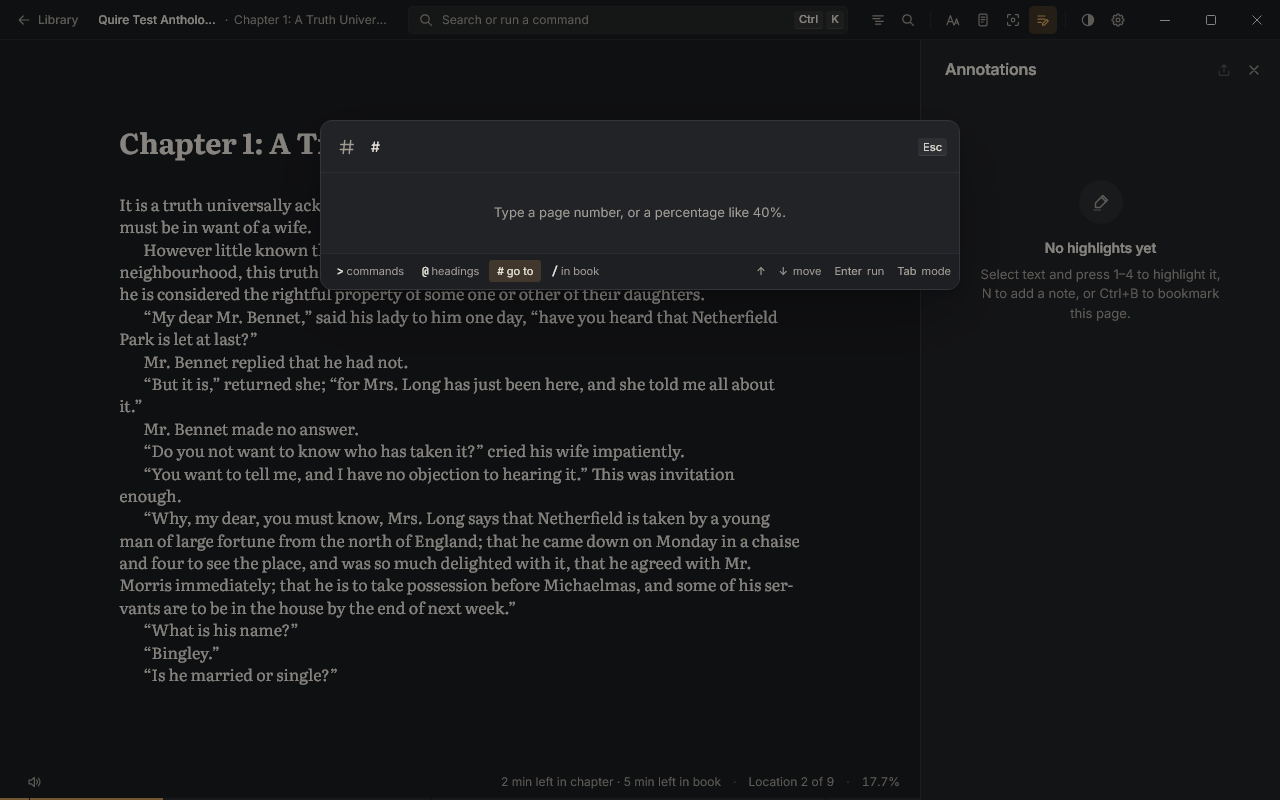 Library
Quire Test Antholo... · Chapter 1: A Truth Univer...
Search or run a command
Ctrl K
AA
Annotations
Chapter 1: A T
# #
Esc
Type a page number, or a percentage like 40%.
> commands @ headings # go to / in book
↑ ↓ move Enter run Tab mode
It is a truth universally ack
must be in want of a wife.
However little known t
neighbourhood, this truth
he is considered the rightful property of some one or other of their daughters.
“My dear Mr. Bennet,” said his lady to him one day, “have you heard that Netherfield
Park is let at last?”
Mr. Bennet replied that he had not.
“But it is,” returned she; “for Mrs. Long has just been here, and she told me all about
it.”
Mr. Bennet made no answer.
“Do you not want to know who has taken it?” cried his wife impatiently.
“You want to tell me, and I have no objection to hearing it.” This was invitation
enough.
“Why, my dear, you must know, Mrs. Long says that Netherfield is taken by a young
man of large fortune from the north of England; that he came down on Monday in a chaise
and four to see the place, and was so much delighted with it, that he agreed with Mr.
Morris immediately; that he is to take possession before Michaelmas, and some of his ser-
vants are to be in the house by the end of next week.”
“What is his name?”
“Bingley.”
“Is he married or single?”
No highlights yet
Select text and press 1–4 to highlight it,
N to add a note, or Ctrl+B to bookmark
this page.
2 min left in chapter · 5 min left in book · Location 2 of 9 · 17.7%